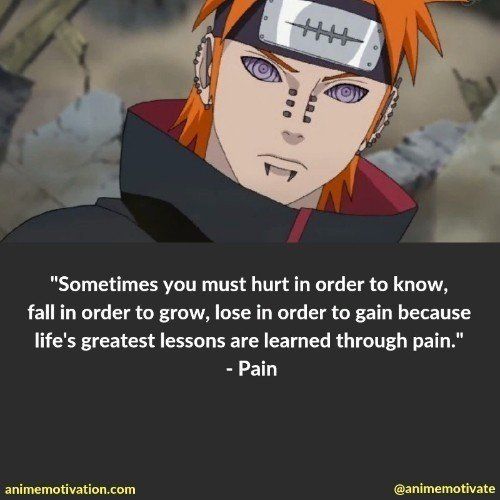 "Sometimes you must hurt in order to know,
fall in order to grow, lose in order to gain because
life's greatest lessons are learned through pain."
- Pain
animemotivation.com
@animemotivate